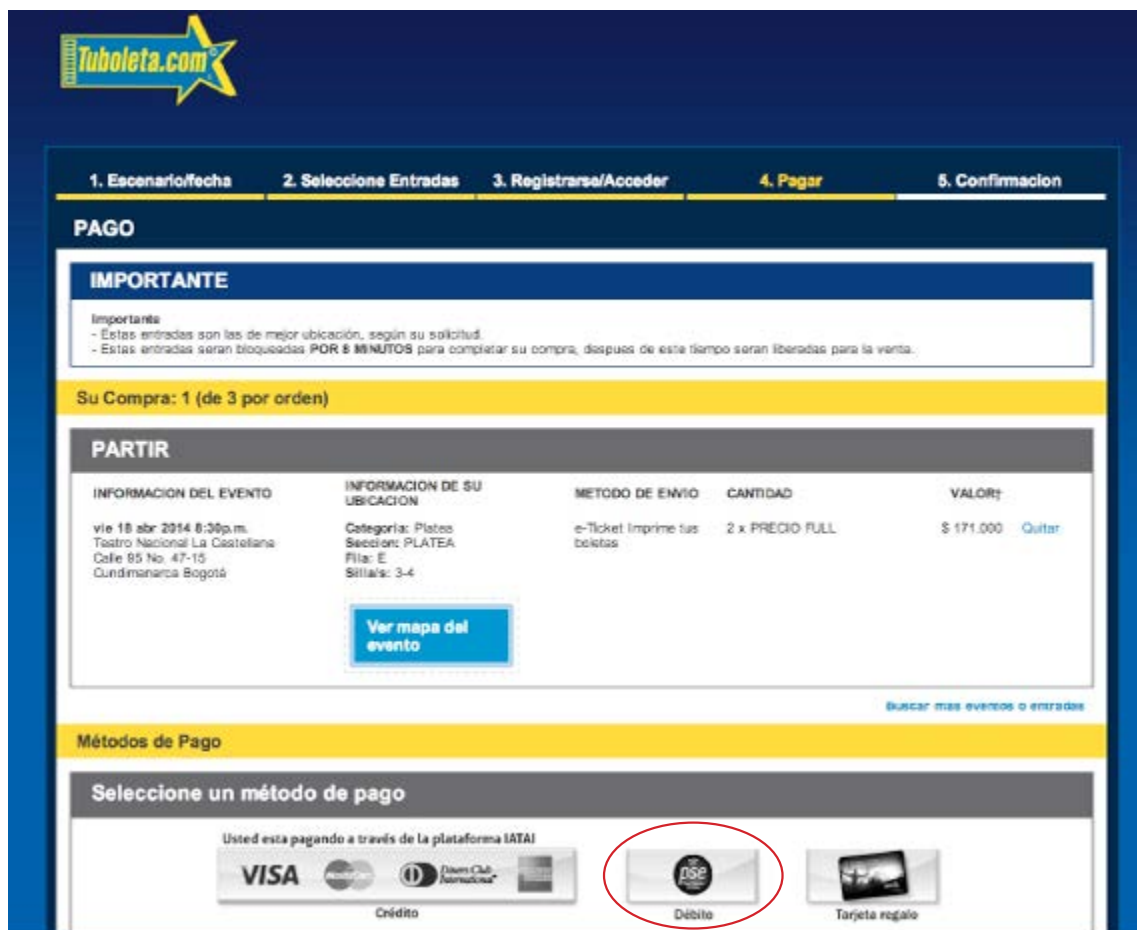 Tuboleta.com
1. Escenario/fecha 2. Seleccione Entradas 3. Registrarse/Acceder 4. Pagar 5. Confirmacion
PAGO
IMPORTANTE
Importante
- Estas entradas son las de mejor ubicación, según su solicitud.
- Estas entradas seran bloqueadas POR 8 MINUTOS para completar su compra, despues de este tiempo seran liberadas para la venta.
Su Compra: 1 (de 3 por orden)
PARTIR
INFORMACION DEL EVENTO INFORMACION DE SU UBICACION METODO DE ENVIO CANTIDAD VALOR†
vie 18 abr 2014 8:30p.m.
Teatro Nacional La Castellana
Calle 95 No. 47-15
Cundimanarca Bogotá
Categoria: Platea
Seccion: PLATEA
Fila: E
Silla/s: 3-4
e-Ticket Imprime tus
boletas
2 x PRECIO FULL
$ 171.000 Quitar
Ver mapa del
evento
Buscar mas eventos o entradas
Métodos de Pago
Seleccione un método de pago
Usted esta pagando a través de la plataforma IATAI
VISA MasterCard Diners Club International
Crédito
pse
Débito
Tarjeta regalo